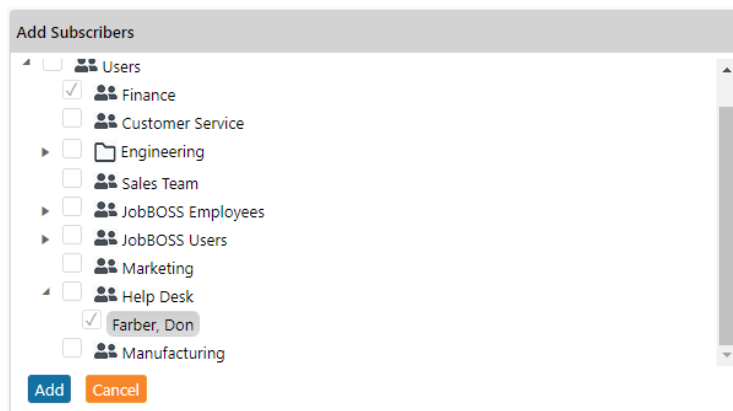 Add Subscribers
Users
Finance
Customer Service
Engineering
Sales Team
JobBOSS Employees
JobBOSS Users
Marketing
Help Desk
Farber, Don
Manufacturing
Add Cancel